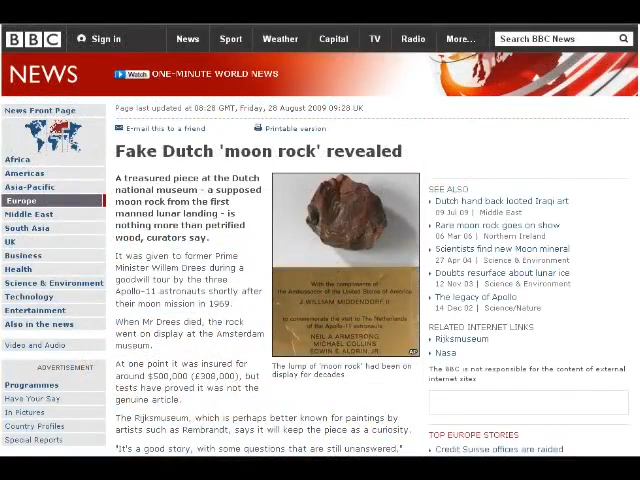 BBC Sign in News Sport Weather Capital TV Radio More... Search BBC News
NEWS Watch ONE-MINUTE WORLD NEWS
News Front Page
Africa
Americas
Asia-Pacific
Europe
Middle East
South Asia
UK
Business
Health
Science & Environment
Technology
Entertainment
Also in the news
Video and Audio
ADVERTISEMENT
Programmes
Have Your Say
In Pictures
Country Profiles
Special Reports
Page last updated at 08:28 GMT, Friday, 28 August 2009 09:28 UK
E-mail this to a friend Printable version
Fake Dutch 'moon rock' revealed
A treasured piece at the Dutch
national museum - a supposed
moon rock from the first
manned lunar landing - is
nothing more than petrified
wood, curators say.
It was given to former Prime
Minister Willem Drees during a
goodwill tour by the three
Apollo-11 astronauts shortly after
their moon mission in 1969.
When Mr Drees died, the rock
went on display at the Amsterdam
museum.
At one point it was insured for
around $500,000 (£308,000), but
tests have proved it was not the
genuine article.
The Rijksmuseum, which is perhaps better known for paintings by
artists such as Rembrandt, says it will keep the piece as a curiosity.
"It's a good story, with some questions that are still unanswered,"
With the compliments of
the Ambassador of the United States of America
J. WILLIAM MIDDENDORF II
to commemorate the visit to The Netherlands
of the Apollo-11 astronauts
NEIL A. ARMSTRONG
MICHAEL COLLINS
EDWIN E. ALDRIN, JR.
AP
The lump of 'moon rock' had been on
display for decades
SEE ALSO
Dutch hand back looted Iraqi art
09 Jul 09 | Middle East
Rare moon rock goes on show
06 Mar 06 | Northern Ireland
Scientists find new Moon mineral
27 Apr 04 | Science & Environment
Doubts resurface about lunar ice
12 Nov 03 | Science & Environment
The legacy of Apollo
14 Dec 02 | Science/Nature
RELATED INTERNET LINKS
Rijksmuseum
Nasa
The BBC is not responsible for the content of external
internet sites
TOP EUROPE STORIES
Credit Suisse offices are raided